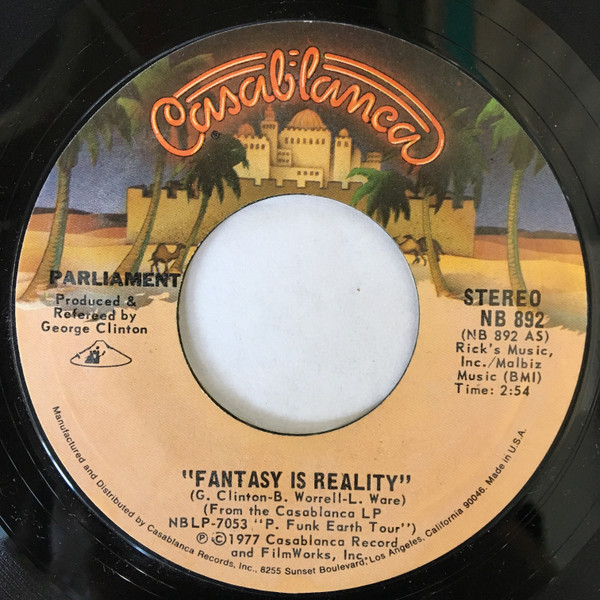 Casablanca
PARLIAMENT
Produced &
Refereed by
George Clinton
STEREO
NB 892
(NB 892 AS)
Rick's Music,
Inc./Malbiz
Music (BMI)
Time: 2:54
"FANTASY IS REALITY"
(G. Clinton-B. Worrell-L. Ware)
(From the Casablanca LP
NBLP-7053 "P. Funk Earth Tour")
℗©1977 Casablanca Record
and FilmWorks, Inc.
Manufactured and Distributed by Casablanca Records, Inc., 8255 Sunset Boulevard, Los Angeles, California 90046. Made in U.S.A.